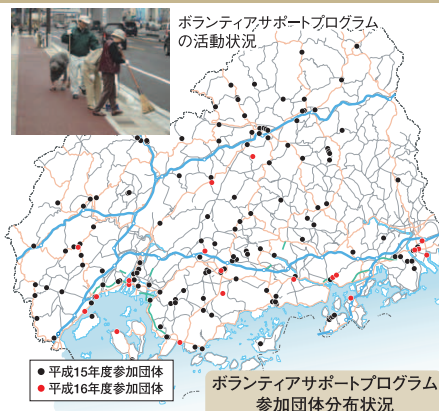 ボランティアサポートプログラム
の活動状況
● 平成15年度参加団体
● 平成16年度参加団体
ボランティアサポートプログラム
参加団体分布状況